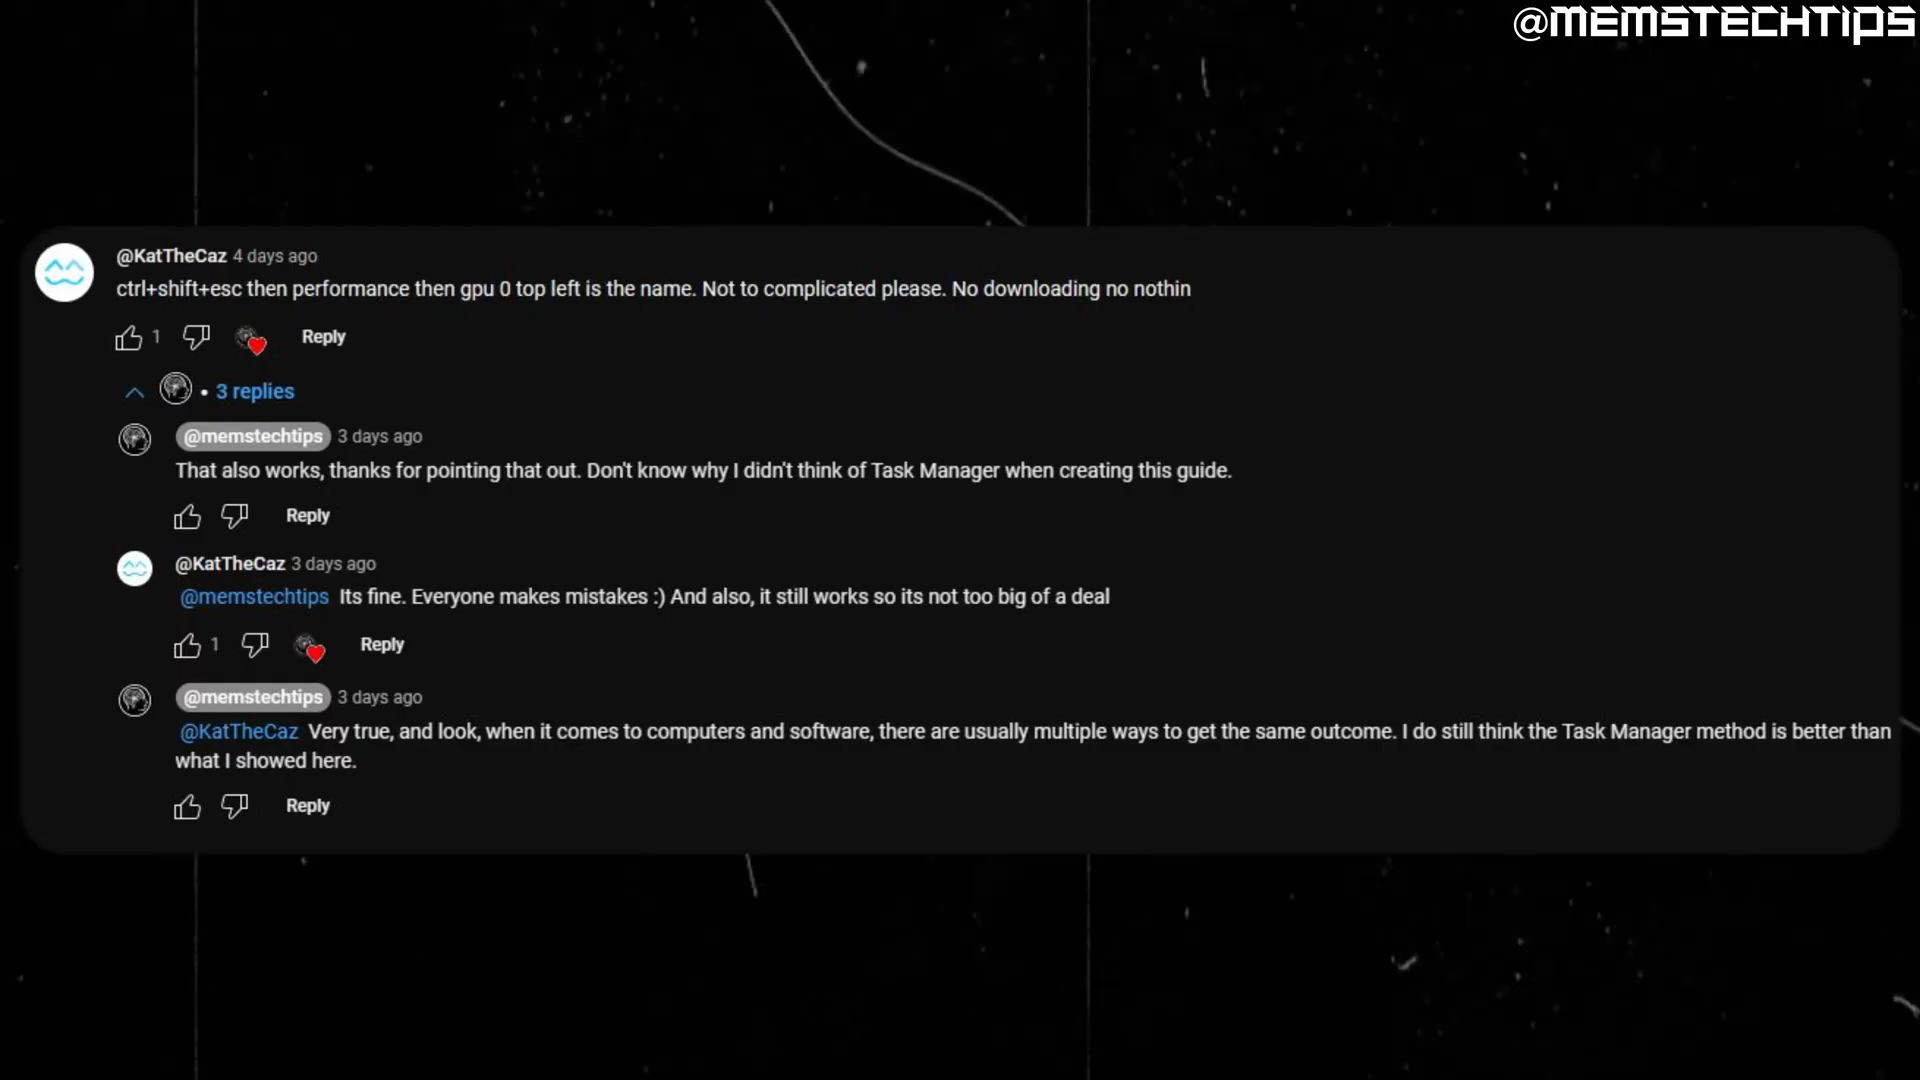 @MEMSTECHTIPS
@KatTheCaz 4 days ago
ctrl+shift+esc then performance then gpu 0 top left is the name. Not to complicated please. No downloading no nothin
1 Reply
• 3 replies
@memstechtips 3 days ago
That also works, thanks for pointing that out. Don't know why I didn't think of Task Manager when creating this guide.
Reply
@KatTheCaz 3 days ago
@memstechtips Its fine. Everyone makes mistakes :) And also, it still works so its not too big of a deal
1 Reply
@memstechtips 3 days ago
@KatTheCaz Very true, and look, when it comes to computers and software, there are usually multiple ways to get the same outcome. I do still think the Task Manager method is better than
what I showed here.
Reply